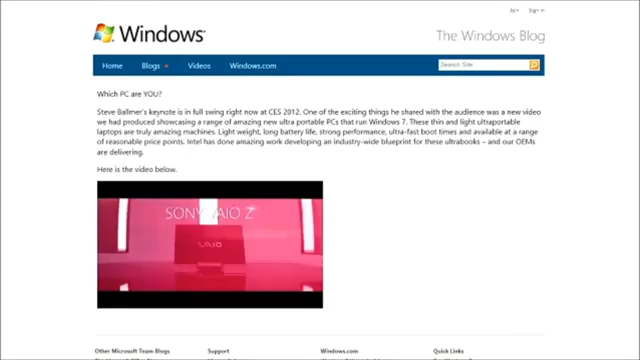 Sign in
Windows
The Windows Blog
Home Blogs Videos Windows.com
Search Site
Which PC are YOU?
Steve Ballmer's keynote is in full swing right now at CES 2012. One of the exciting things he shared with the audience was a new video
we had produced showcasing a range of amazing new ultra portable PCs that run Windows 7. These thin and light ultraportable
laptops are truly amazing machines. Light weight, long battery life, strong performance, ultra-fast boot times and available at a range
of reasonable price points. Intel has done amazing work developing an industry-wide blueprint for these ultrabooks – and our OEMs
are delivering.
Here is the video below.
SONY VAIO Z
VAIO
Other Microsoft Team Blogs Support Windows.com Quick Links